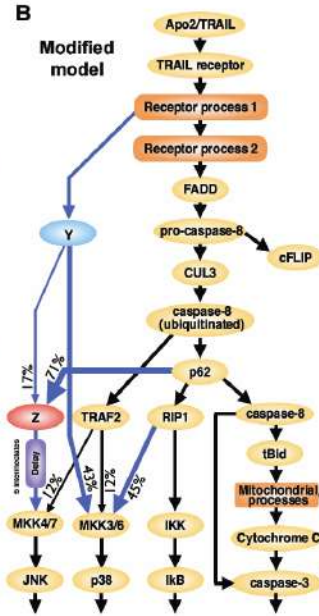 B
Modified
model
Apo2/TRAIL
TRAIL receptor
Receptor process 1
Receptor process 2
FADD
Y
pro-caspase-8
cFLIP
CUL3
caspase-8
(ubiquitinated)
17%
71%
p62
Z
TRAF2
RIP1
caspase-8
Delay
12%
43%
12%
45%
tBid
Mitochondrial
processes
MKK4/7
MKK3/6
IKK
Cytochrome C
JNK
p38
IkB
caspase-3